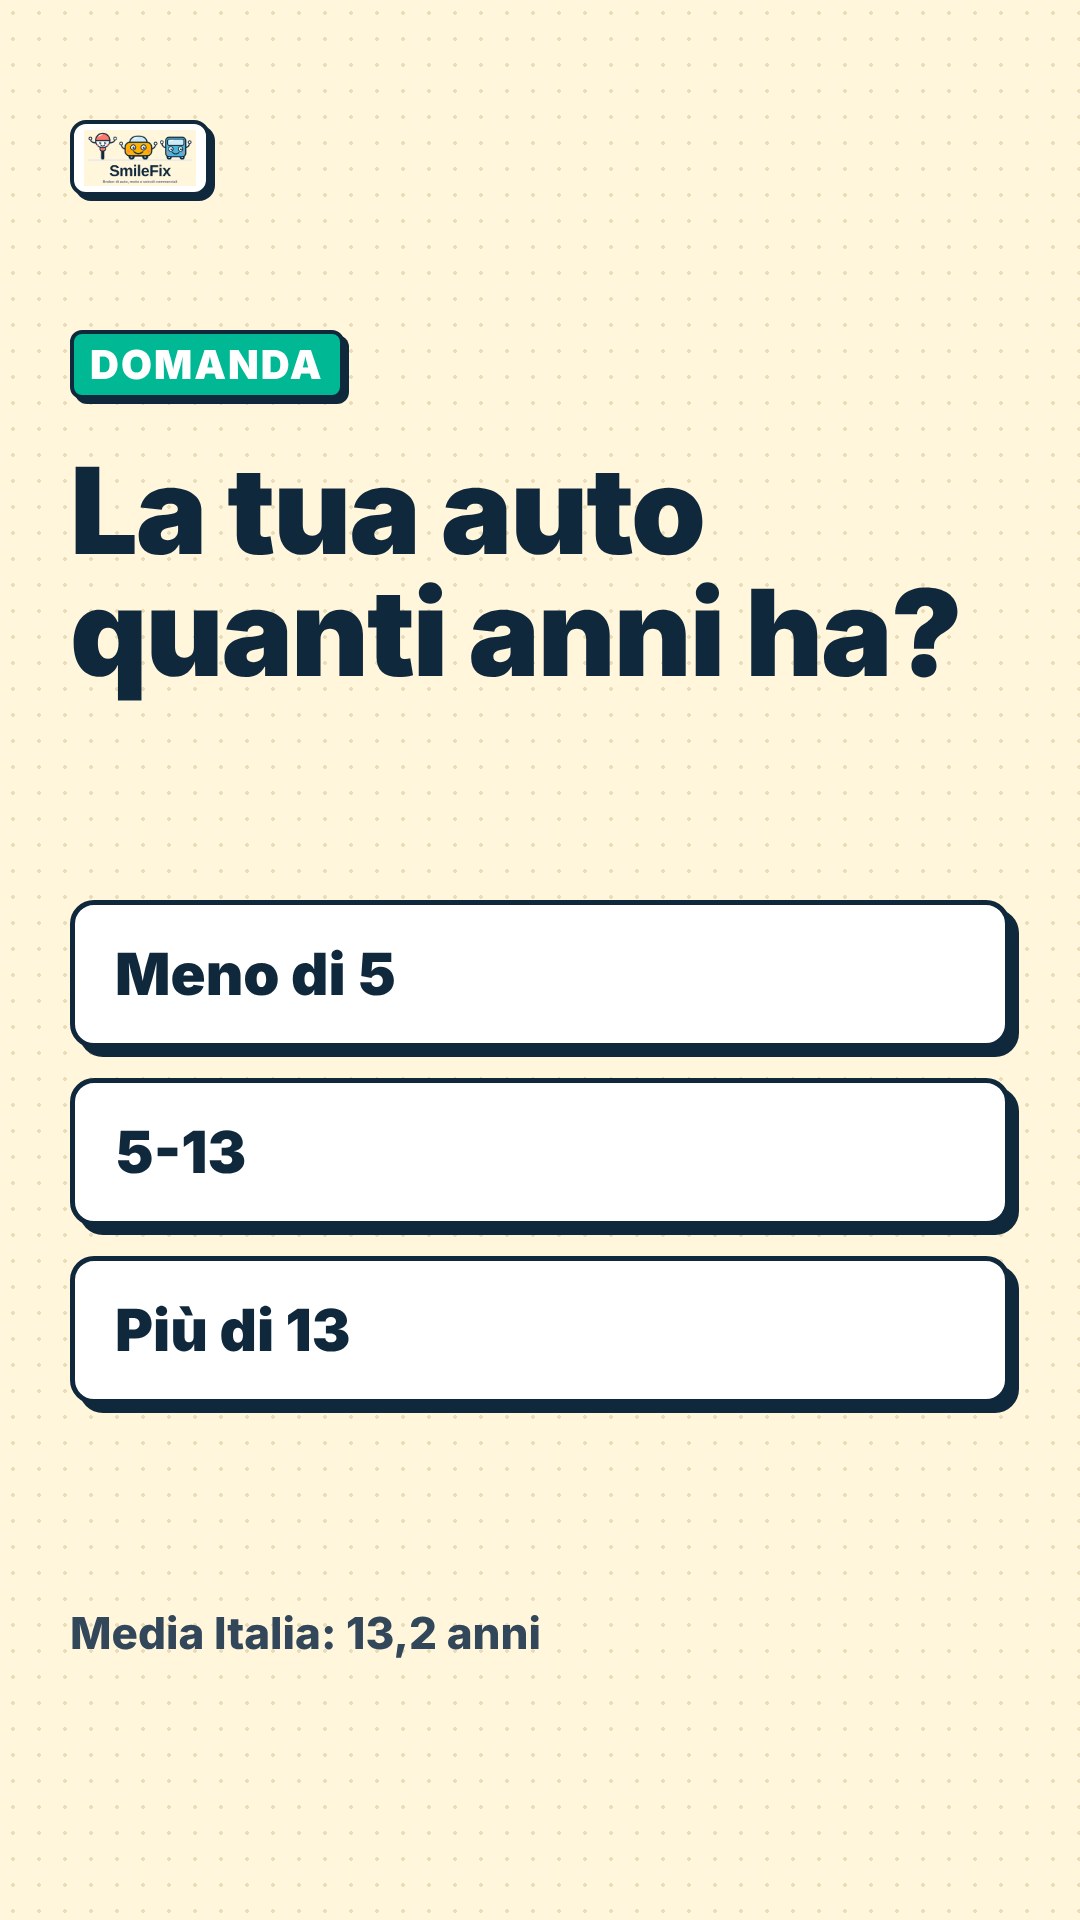 SmileFix
DOMANDA
La tua auto
quanti anni ha?
Meno di 5
5-13
Più di 13
Media Italia: 13,2 anni